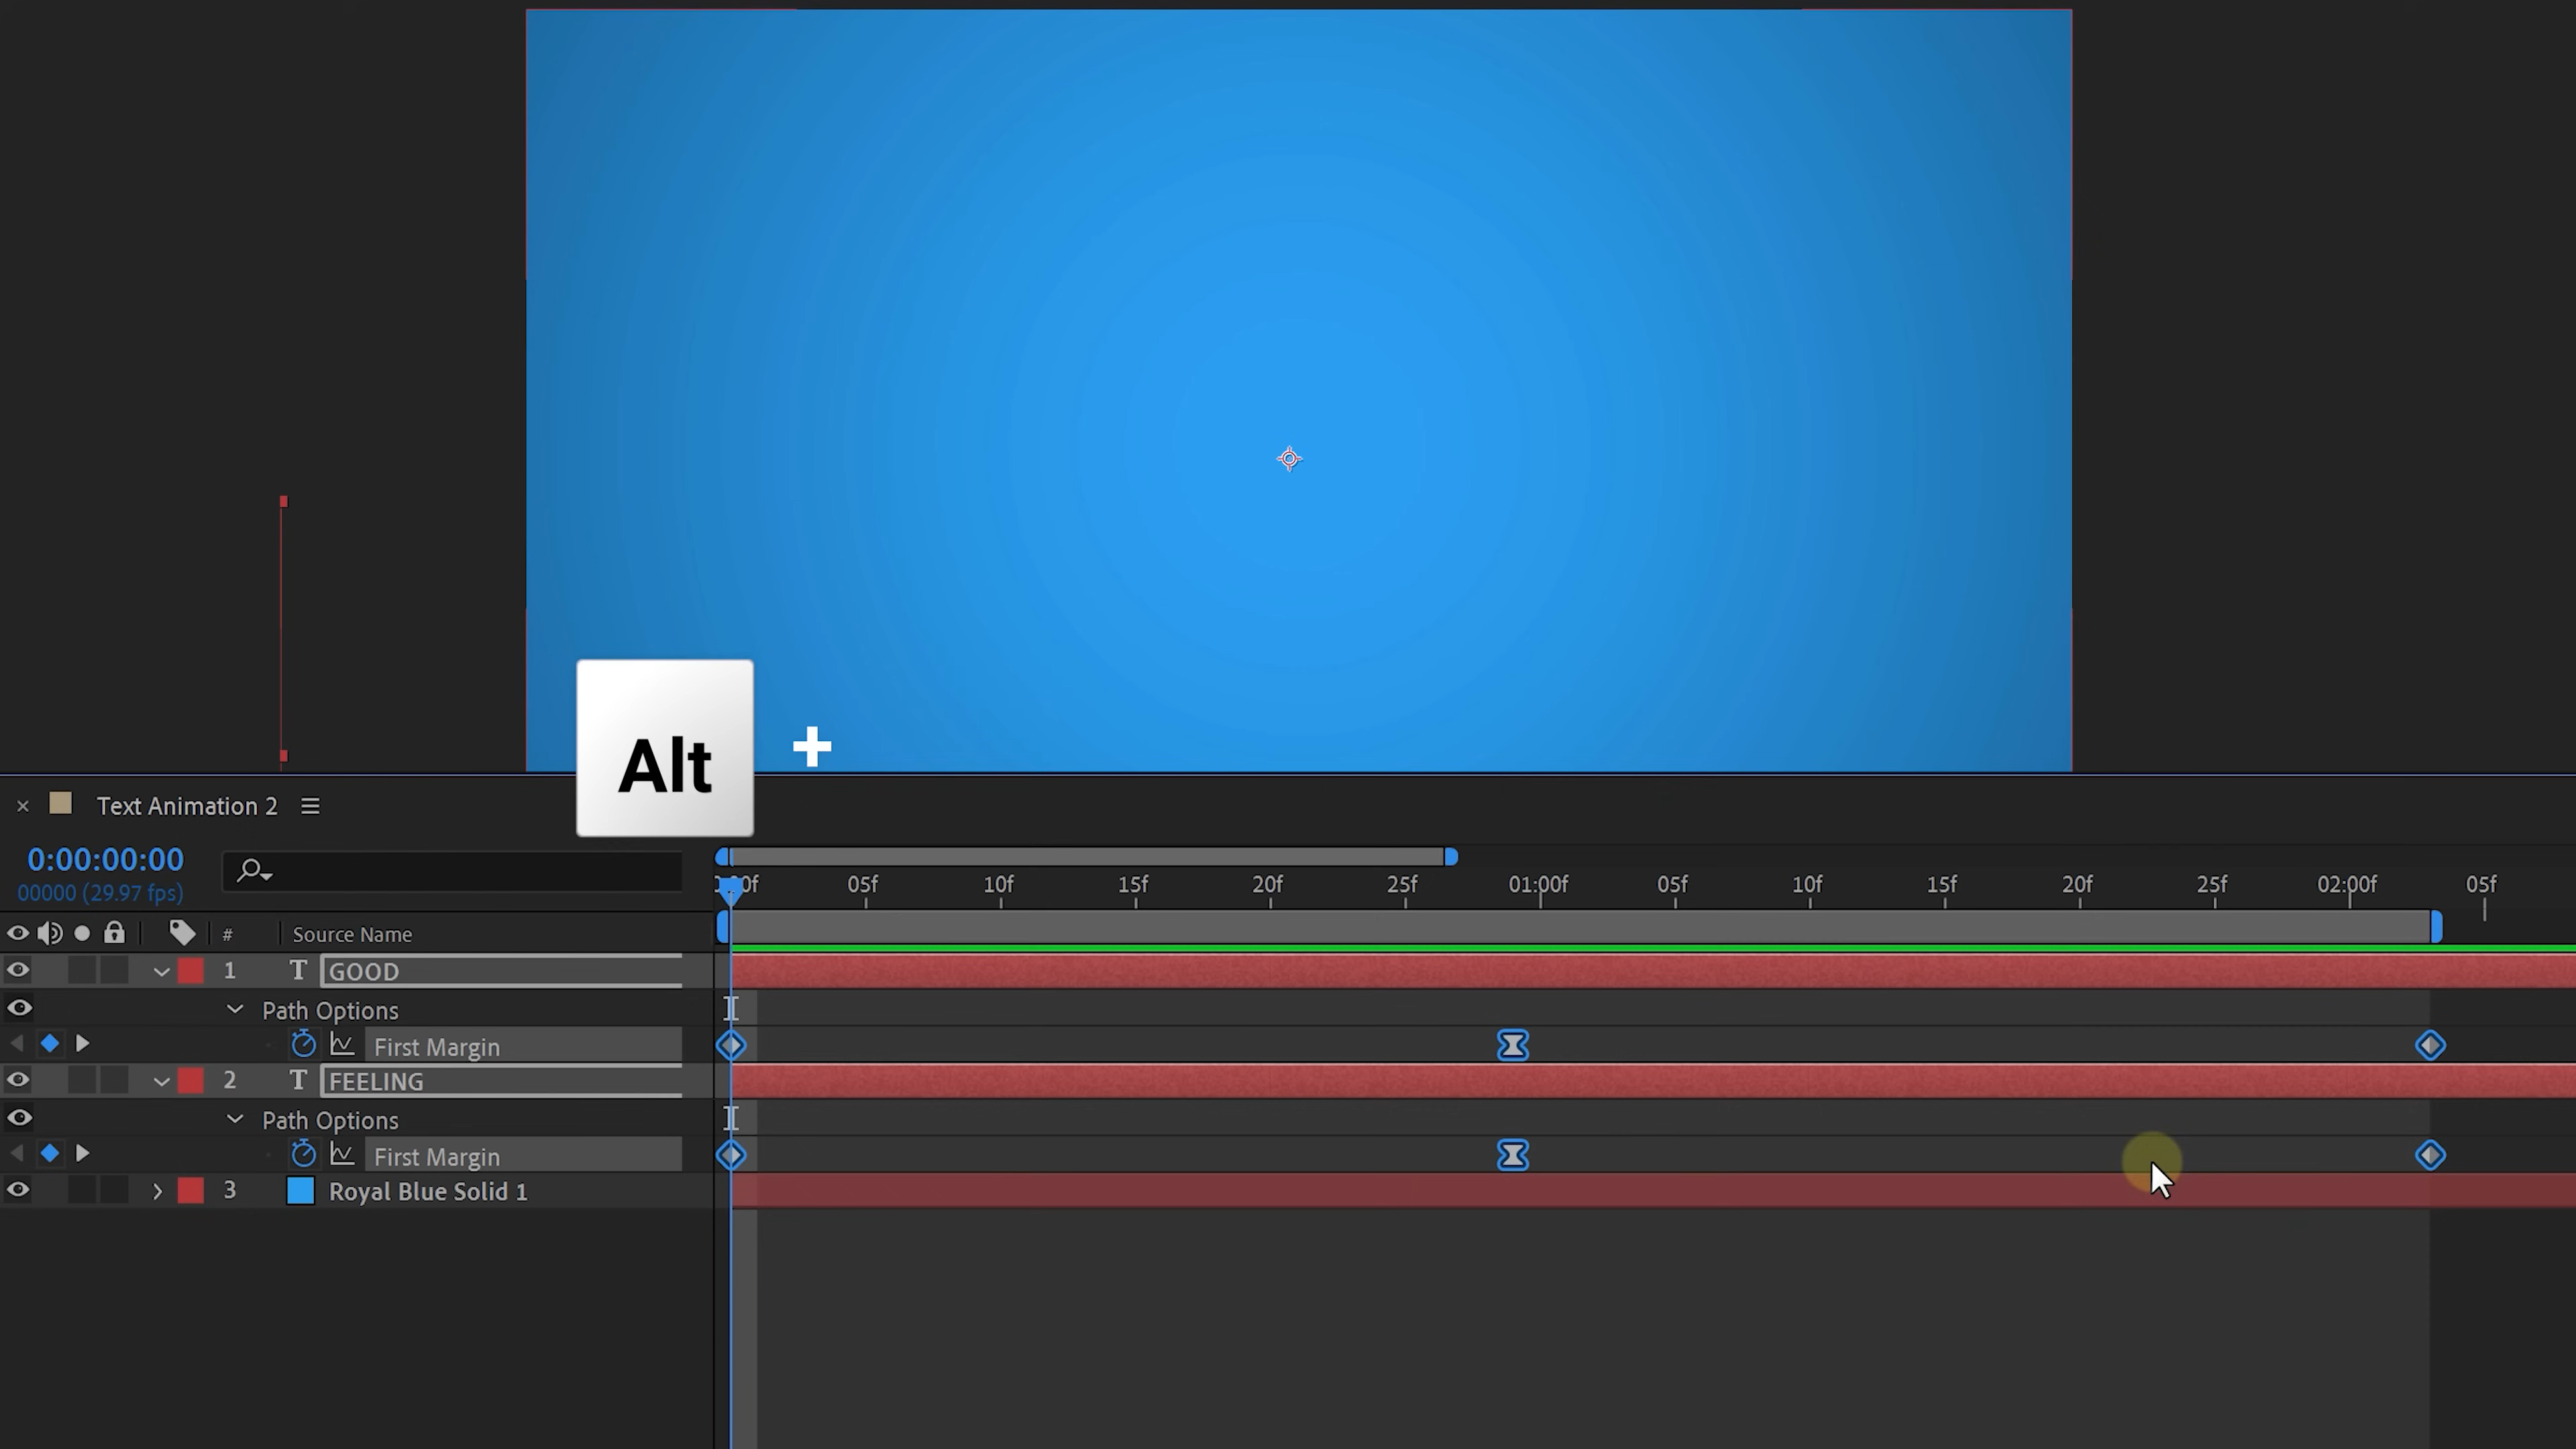 Alt +
Text Animation 2
0:00:00:00
00000 (29.97 fps)
00f 05f 10f 15f 20f 25f 01:00f 05f 10f 15f 20f 25f 02:00f 05f
# Source Name
1 T GOOD
Path Options
First Margin
2 T FEELING
Path Options
First Margin
3 Royal Blue Solid 1